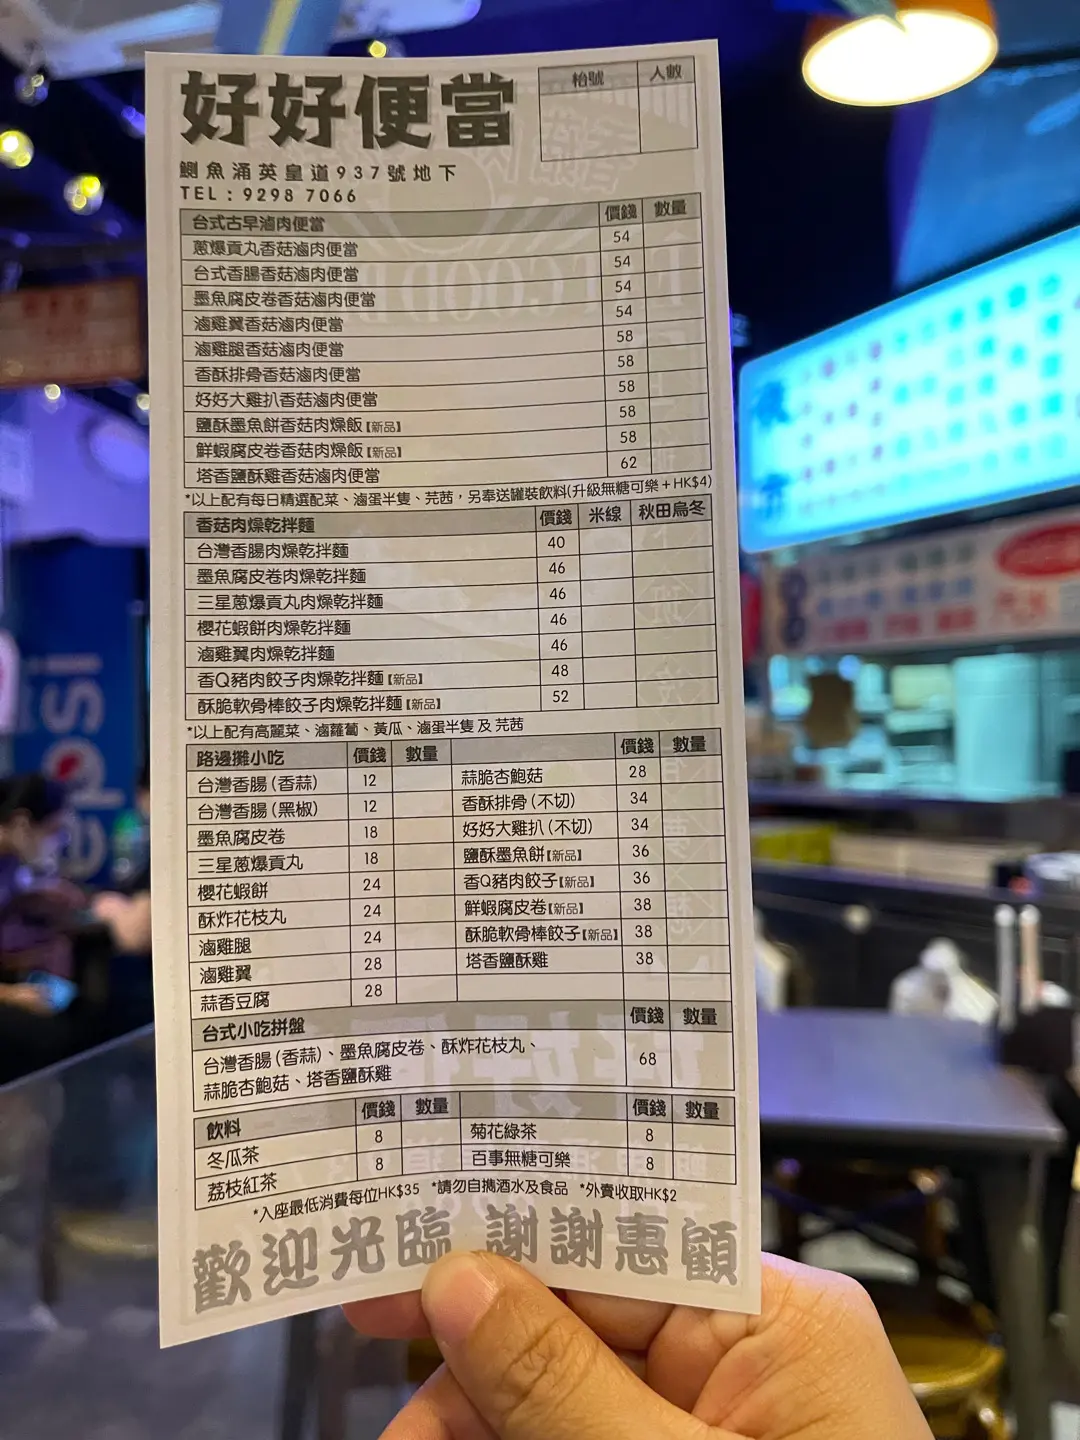 好好便當
枱號 人數
鰂魚涌英皇道937號地下
TEL : 9298 7066
台式古早滷肉便當 價錢 數量
蔥爆貢丸香菇滷肉便當 54
台式香腸香菇滷肉便當 54
墨魚腐皮卷香菇滷肉便當 54
滷雞翼香菇滷肉便當 54
滷雞腿香菇滷肉便當 58
香酥排骨香菇滷肉便當 58
好好大雞扒香菇滷肉便當 58
鹽酥墨魚餅香菇肉燥飯【新品】 58
鮮蝦腐皮卷香菇肉燥飯【新品】 58
塔香鹽酥雞香菇滷肉便當 62
*以上配有每日精選配菜、滷蛋半隻、芫茜，另奉送罐裝飲料(升級無糖可樂＋HK$4)
香菇肉燥乾拌麵 價錢 米線 秋田烏冬
台灣香腸肉燥乾拌麵 40
墨魚腐皮卷肉燥乾拌麵 46
三星蔥爆貢丸肉燥乾拌麵 46
櫻花蝦餅肉燥乾拌麵 46
滷雞翼肉燥乾拌麵 46
香Q豬肉餃子肉燥乾拌麵【新品】 48
酥脆軟骨棒餃子肉燥乾拌麵【新品】 52
*以上配有高麗菜、滷蘿蔔、黃瓜、滷蛋半隻 及 芫茜
路邊攤小吃 價錢 數量 價錢 數量
台灣香腸(香蒜) 12 蒜脆杏鮑菇 28
台灣香腸(黑椒) 12 香酥排骨(不切) 34
墨魚腐皮卷 18 好好大雞扒(不切) 34
三星蔥爆貢丸 18 鹽酥墨魚餅【新品】 36
櫻花蝦餅 24 香Q豬肉餃子【新品】 36
酥炸花枝丸 24 鮮蝦腐皮卷【新品】 38
滷雞腿 24 酥脆軟骨棒餃子【新品】 38
滷雞翼 28 塔香鹽酥雞 38
蒜香豆腐 28
台式小吃拼盤 價錢 數量
台灣香腸(香蒜)、墨魚腐皮卷、酥炸花枝丸、 68
蒜脆杏鮑菇、塔香鹽酥雞
飲料 價錢 數量 價錢 數量
冬瓜茶 8 菊花綠茶 8
荔枝紅茶 8 百事無糖可樂 8
*入座最低消費每位HK$35 *請勿自攜酒水及食品 *外賣收取HK$2
歡迎光臨 謝謝惠顧
epsi